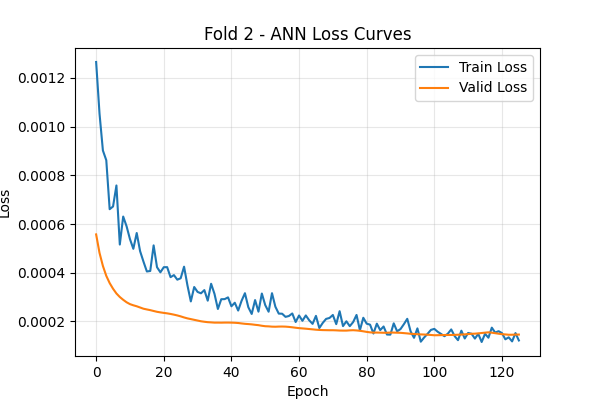 Fold 2 - ANN Loss Curves
Train Loss
Valid Loss
Loss
0.0012
0.0010
0.0008
0.0006
0.0004
0.0002
0 20 40 60 80 100 120
Epoch